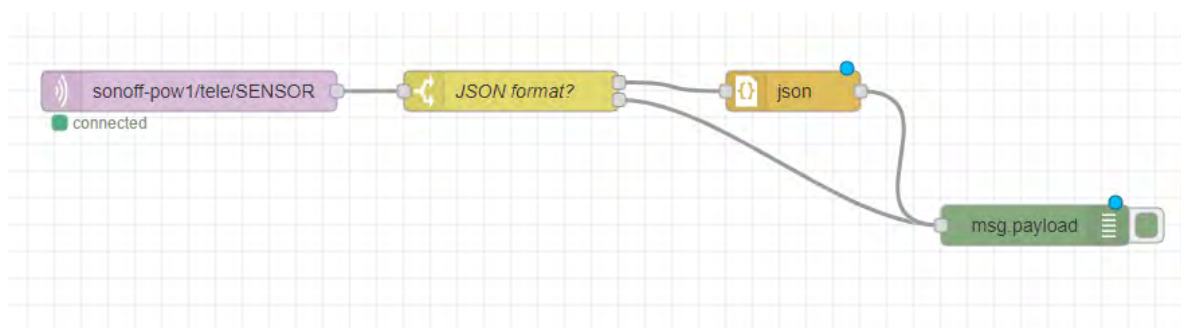 sonoff-pow1/tele/SENSOR
connected
JSON format?
{} json
msg.payload